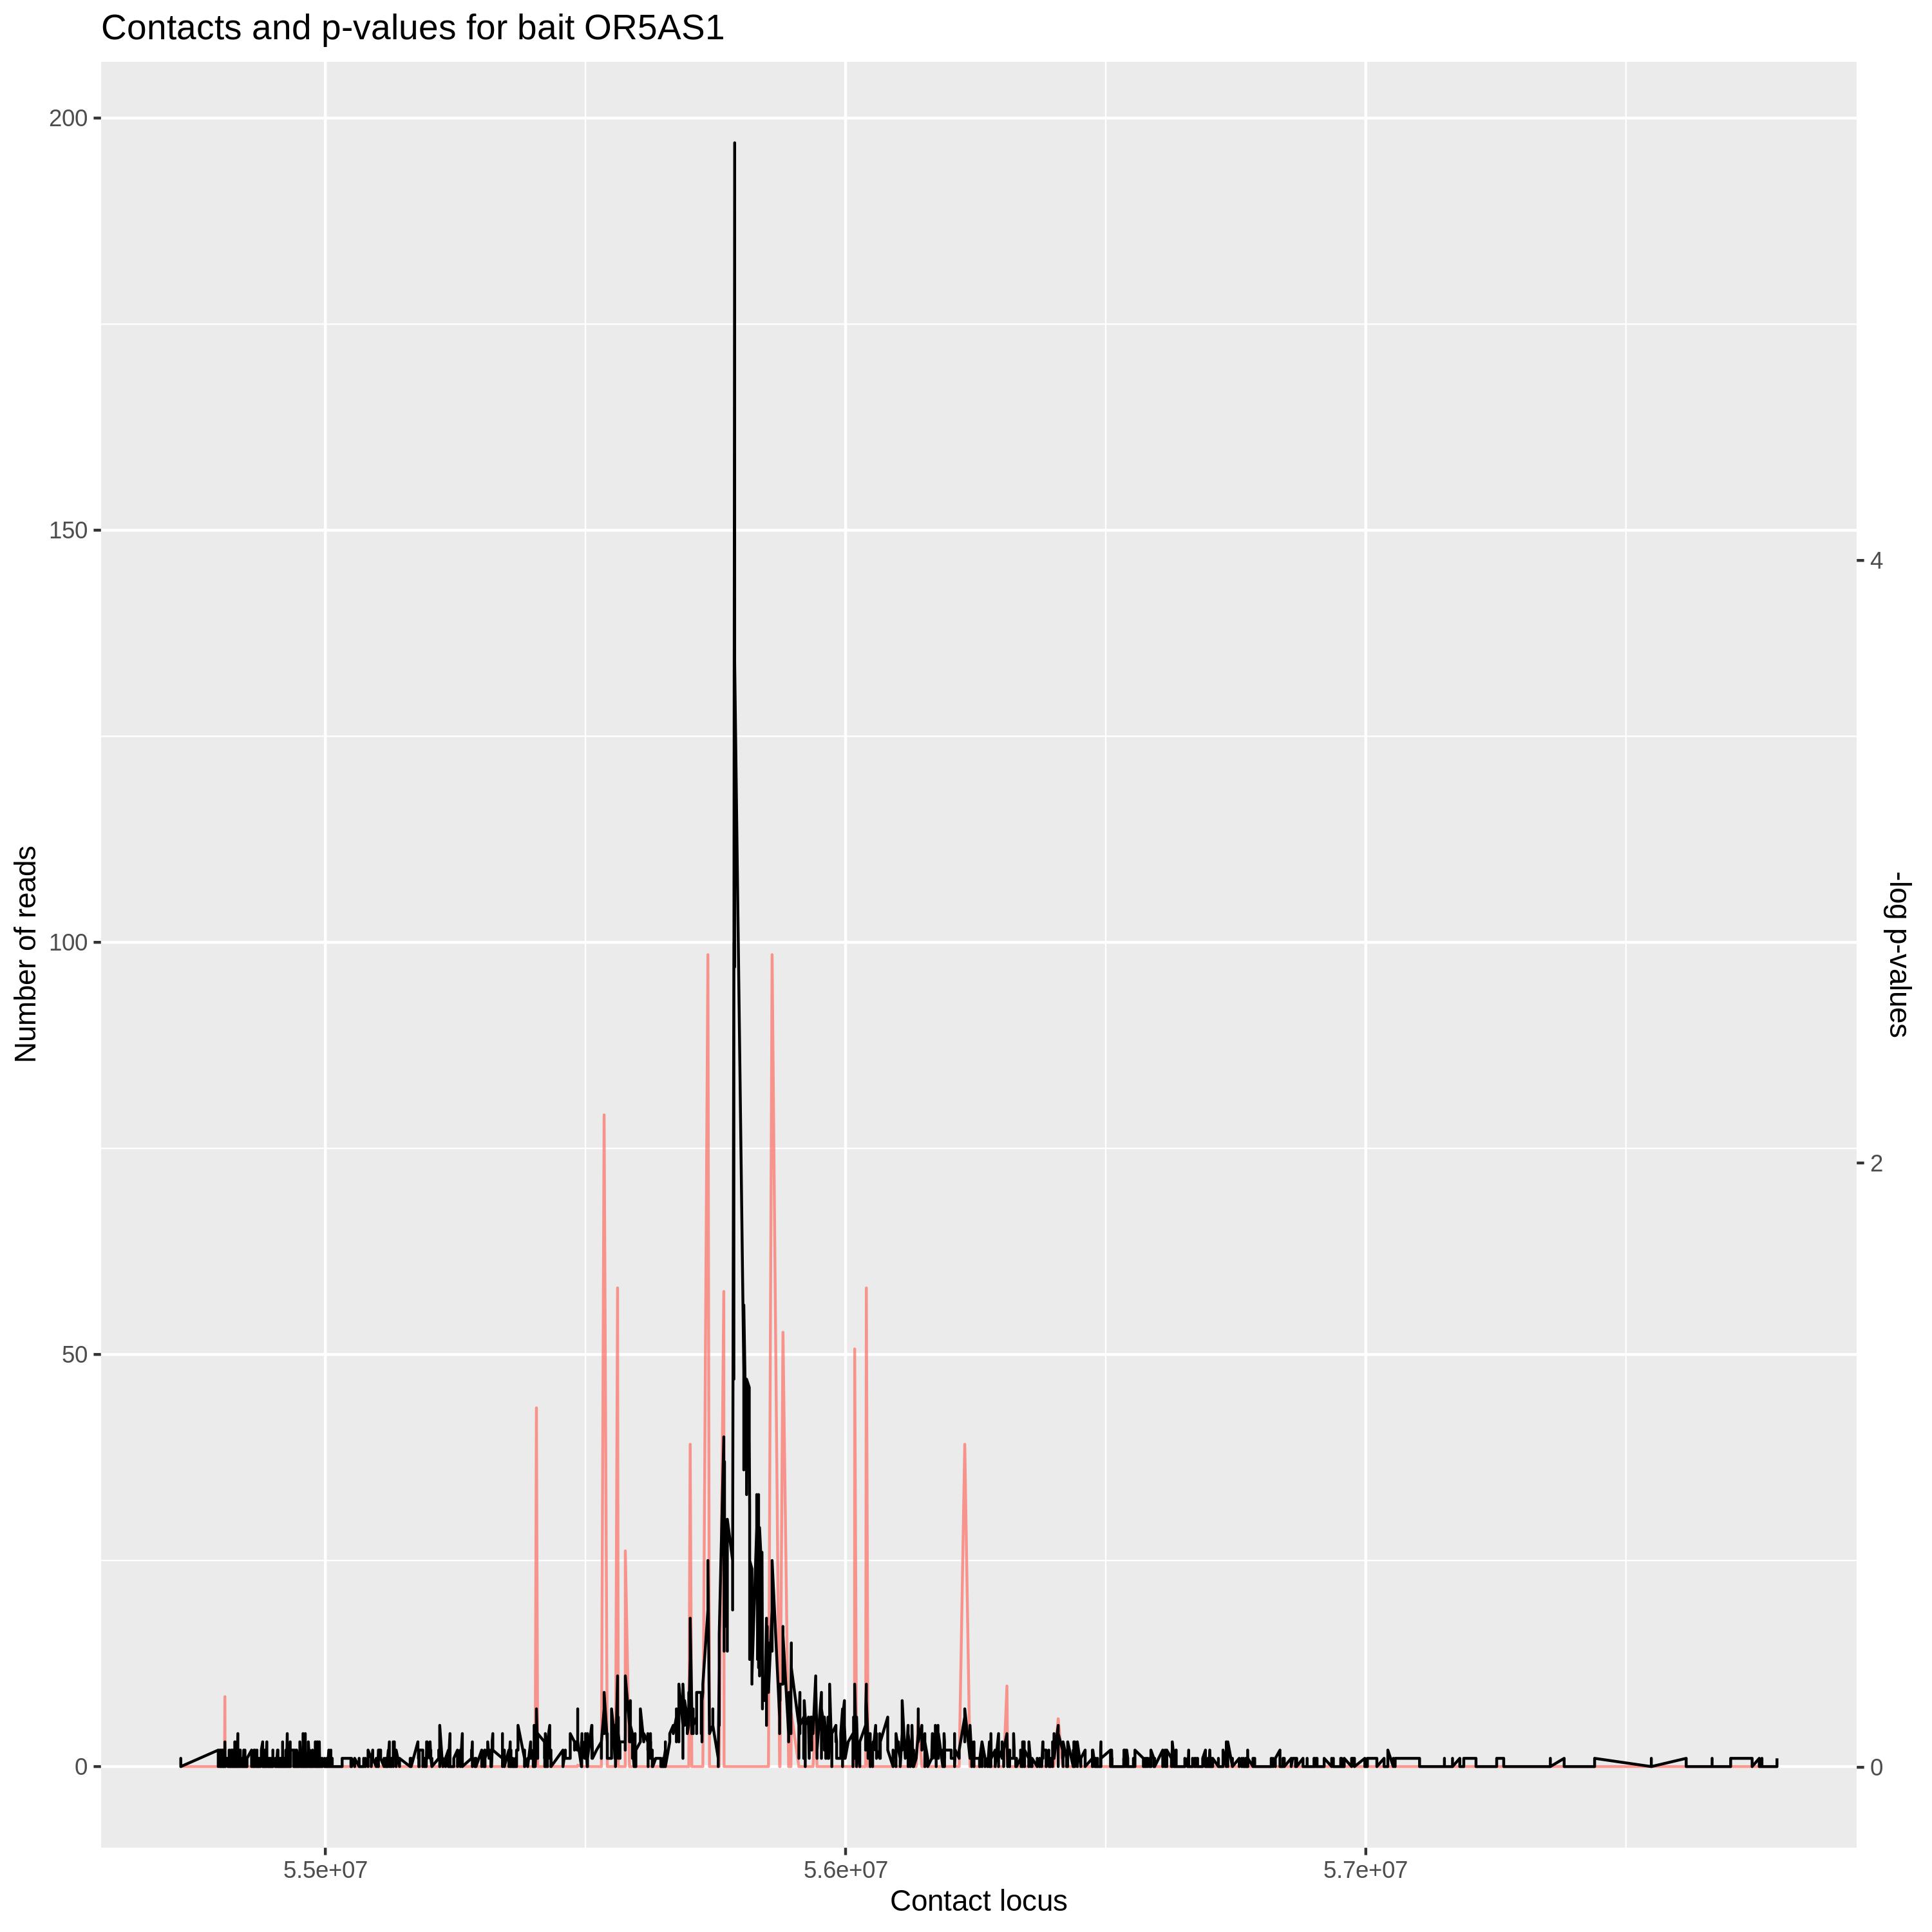 Contacts and p-values for bait OR5AS1
200
150
100
50
0
Number of reads
4
2
0
-log p-values
5.5e+07
5.6e+07
5.7e+07
Contact locus